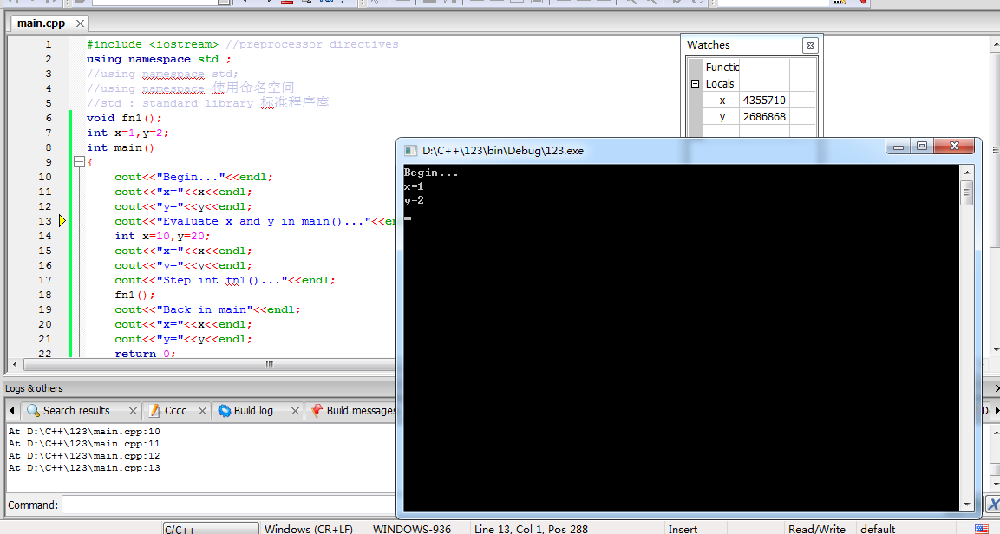 main.cpp
1 #include <iostream> //preprocessor directives
2 using namespace std ;
3 //using namespace std;
4 //using namespace 使用命名空间
5 //std : standard library 标准程序库
6 void fn1();
7 int x=1,y=2;
8 int main()
9 {
10 cout<<"Begin..."<<endl;
11 cout<<"x="<<x<<endl;
12 cout<<"y="<<y<<endl;
13 cout<<"Evaluate x and y in main()..."<<en
14 int x=10,y=20;
15 cout<<"x="<<x<<endl;
16 cout<<"y="<<y<<endl;
17 cout<<"Step int fn1()..."<<endl;
18 fn1();
19 cout<<"Back in main"<<endl;
20 cout<<"x="<<x<<endl;
21 cout<<"y="<<y<<endl;
22 return 0;
Watches
Functic
Locals
x 4355710
y 2686868
D:\C++\123\bin\Debug\123.exe
Begin...
x=1
y=2
Logs & others
Search results Cccc Build log Build messages
At D:\C++\123\main.cpp:10
At D:\C++\123\main.cpp:11
At D:\C++\123\main.cpp:12
At D:\C++\123\main.cpp:13
Command:
C/C++ Windows (CR+LF) WINDOWS-936 Line 13, Col 1, Pos 288 Insert Read/Write default